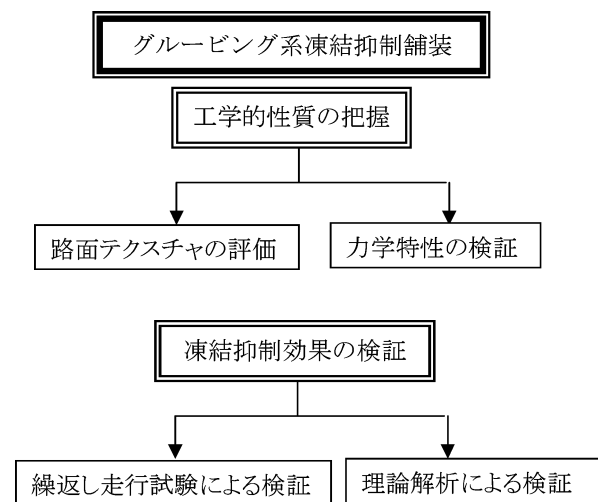 グルービング系凍結抑制舗装
工学的性質の把握
路面テクスチャの評価
力学特性の検証
凍結抑制効果の検証
繰返し走行試験による検証
理論解析による検証